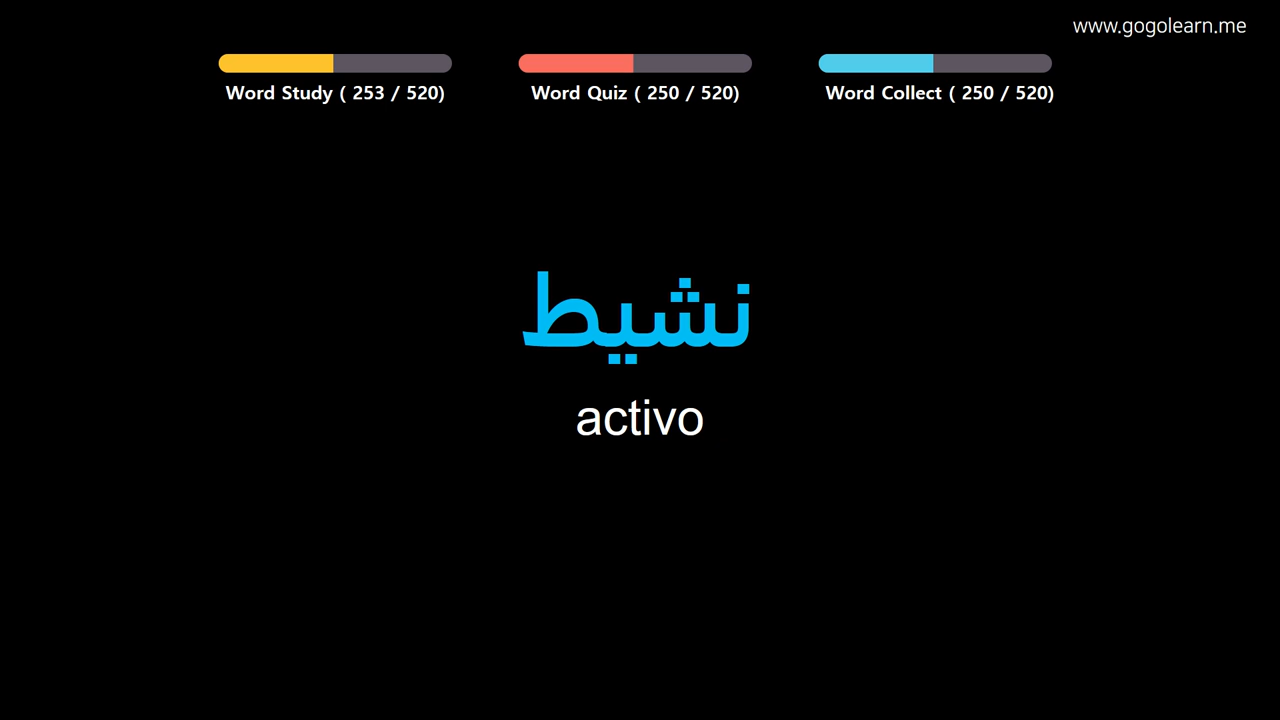 www.gogolearn.me
Word Study ( 253 / 520)
Word Quiz ( 250 / 520)
Word Collect ( 250 / 520)
نشيط
activo